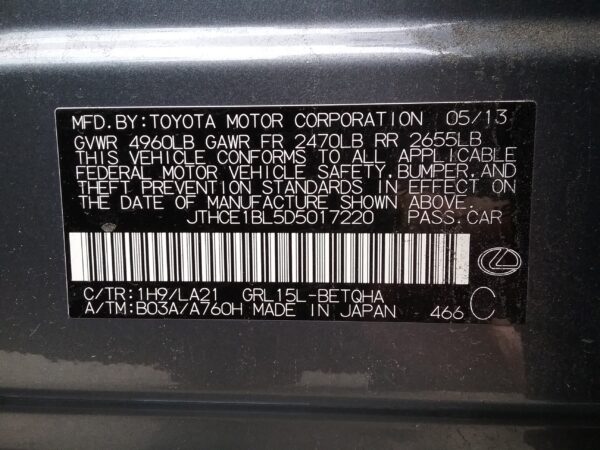 MFD.BY:TOYOTA MOTOR CORPORATION 05/13
GVWR 4960LB GAWR FR 2470LB RR 2655LB
THIS VEHICLE CONFORMS TO ALL APPLICABLE
FEDERAL MOTOR VEHICLE SAFETY,BUMPER,AND
THEFT PREVENTION STANDARDS IN EFFECT ON
THE DATE OF MANUFACTURE SHOWN ABOVE.
JTHCE1BL5D5017220 PASS.CAR
C/TR:1H9/LA21 GRL15L-BETQHA
A/TM:B03A/A760H MADE IN JAPAN 466 C